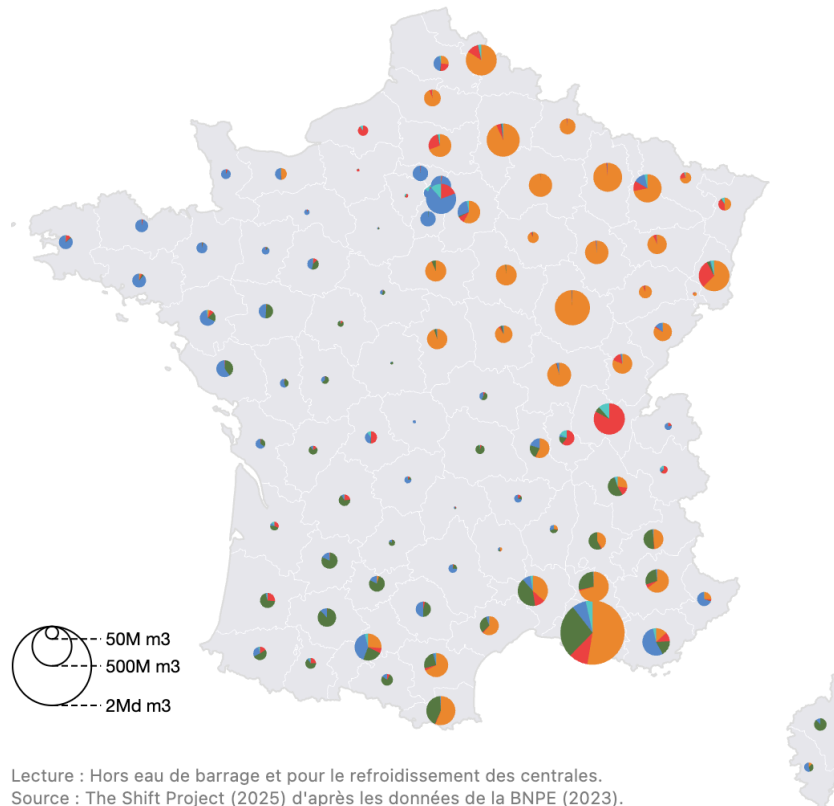 50M m3
500M m3
2Md m3
Lecture : Hors eau de barrage et pour le refroidissement des centrales.
Source : The Shift Project (2025) d'après les données de la BNPE (2023).